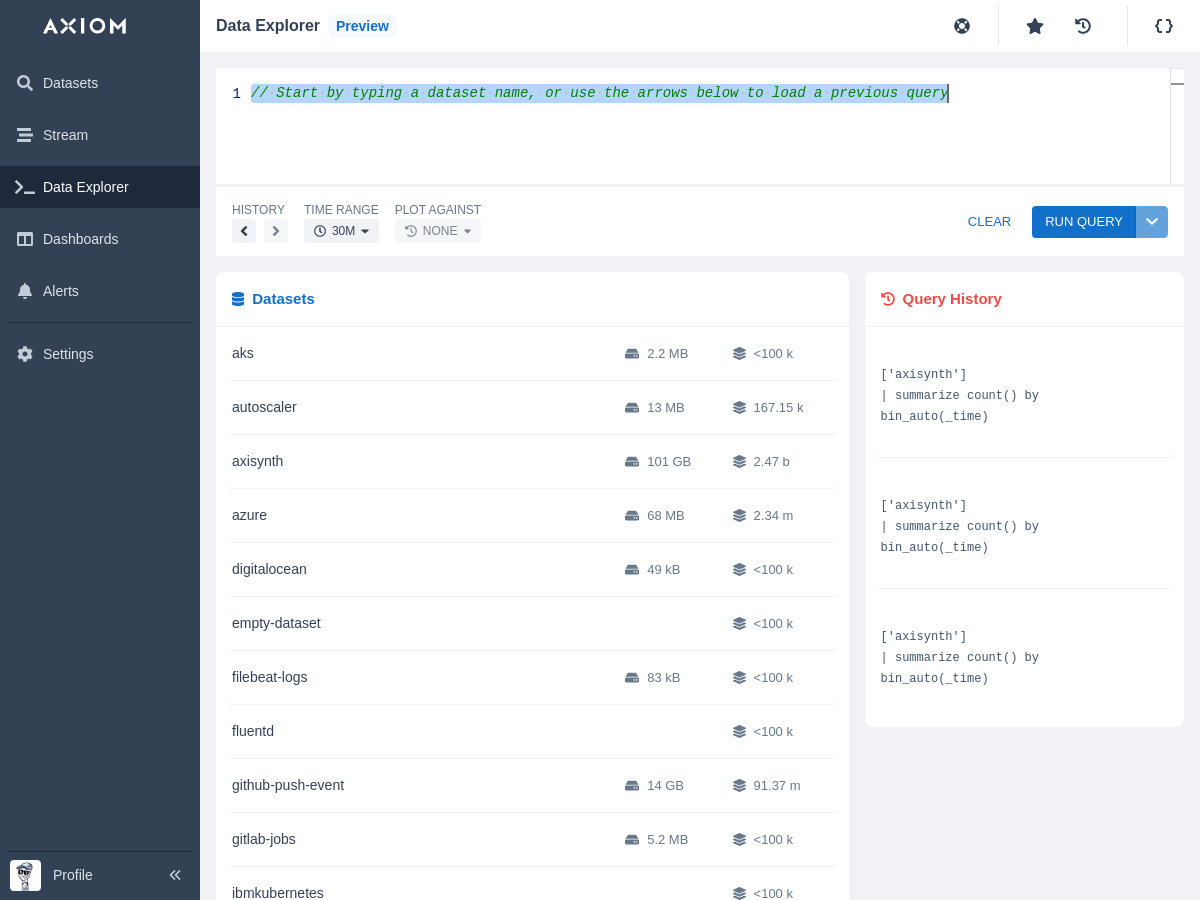 AXIOM
Datasets
Stream
Data Explorer
Dashboards
Alerts
Settings
Profile
Data Explorer Preview
1 // Start by typing a dataset name, or use the arrows below to load a previous query
HISTORY TIME RANGE PLOT AGAINST
30M NONE
CLEAR RUN QUERY
Datasets
aks 2.2 MB <100 k
autoscaler 13 MB 167.15 k
axisynth 101 GB 2.47 b
azure 68 MB 2.34 m
digitalocean 49 kB <100 k
empty-dataset <100 k
filebeat-logs 83 kB <100 k
fluentd <100 k
github-push-event 14 GB 91.37 m
gitlab-jobs 5.2 MB <100 k
ibmkubernetes <100 k
Query History
['axisynth']
| summarize count() by
bin_auto(_time)
['axisynth']
| summarize count() by
bin_auto(_time)
['axisynth']
| summarize count() by
bin_auto(_time)